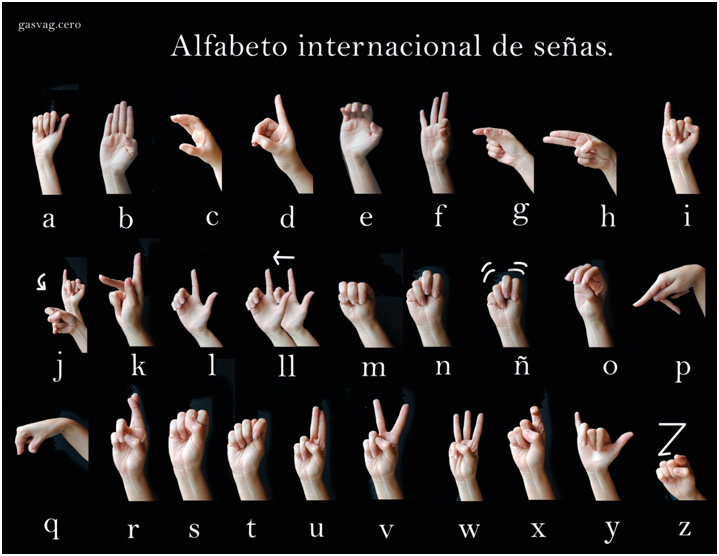 gasvag.cero
Alfabeto internacional de señas.
a b c d e f g h i
j k l ll m n ñ o p
Z
q r s t u v w x y z